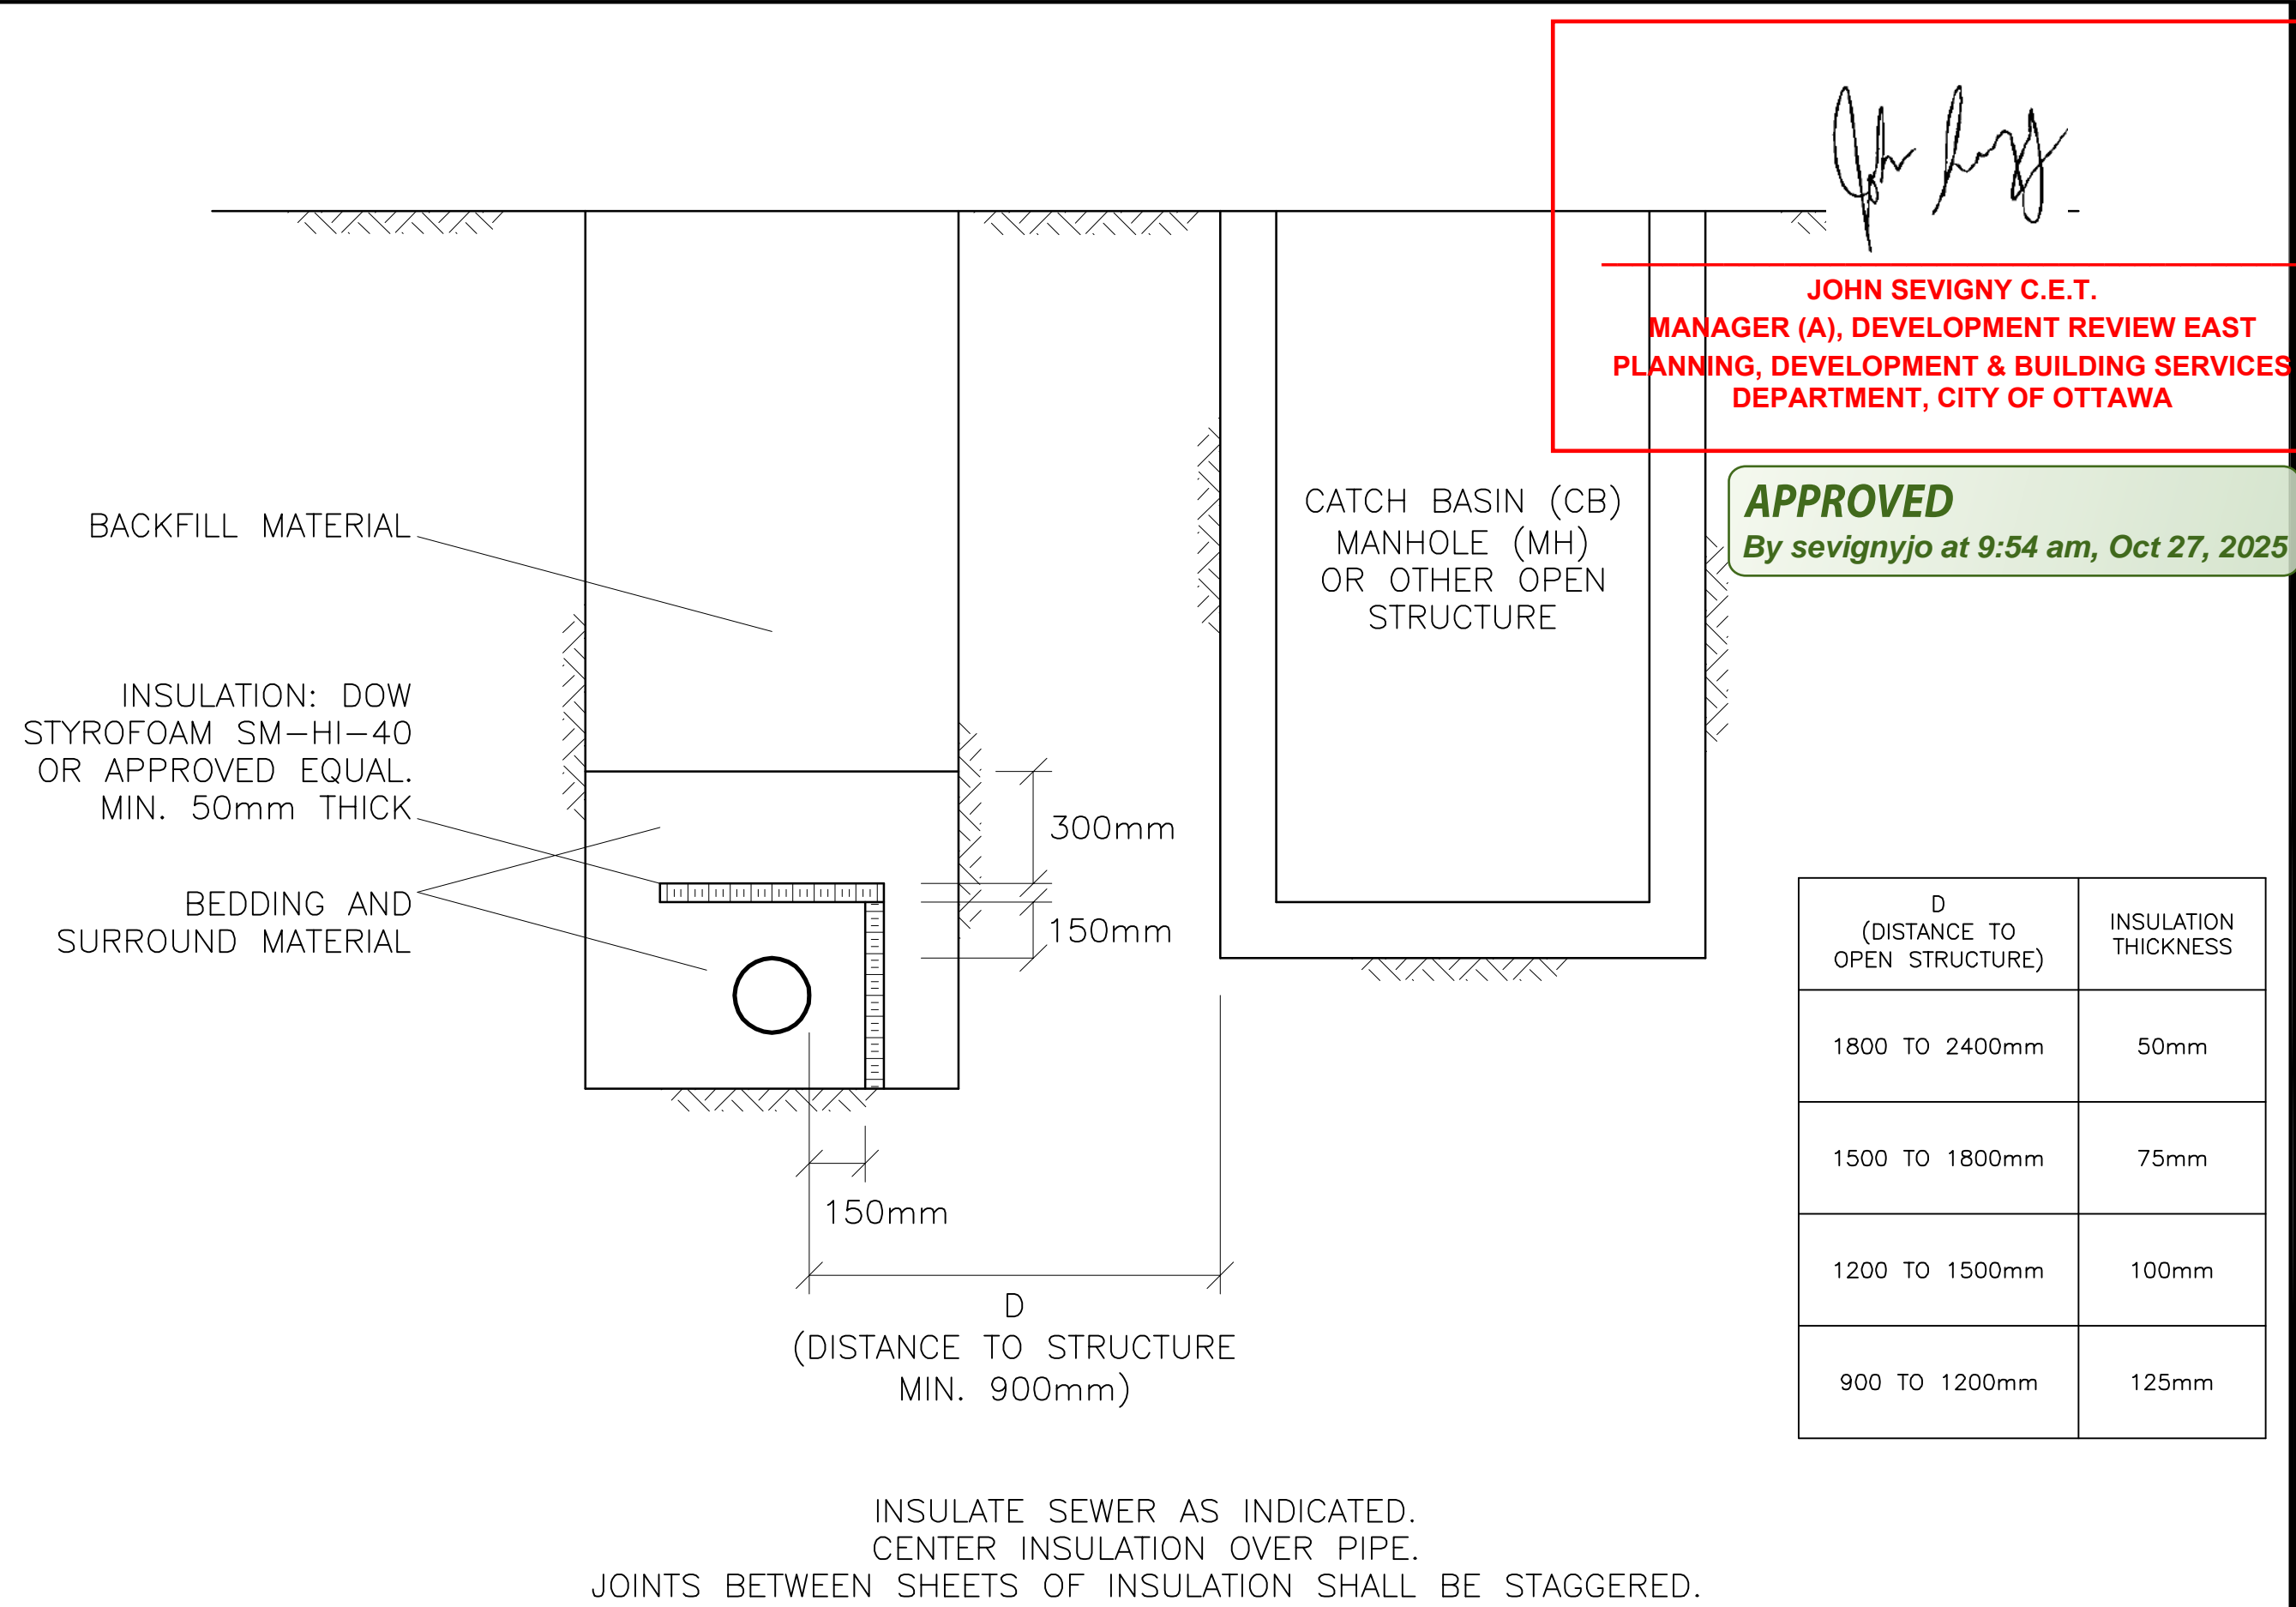 JOHN SEVIGNY C.E.T.
MANAGER (A), DEVELOPMENT REVIEW EAST
PLANNING, DEVELOPMENT & BUILDING SERVICES
DEPARTMENT, CITY OF OTTAWA
APPROVED
By sevignyjo at 9:54 am, Oct 27, 2025
BACKFILL MATERIAL
INSULATION: DOW
STYROFOAM SM-HI-40
OR APPROVED EQUAL.
MIN. 50mm THICK
BEDDING AND
SURROUND MATERIAL
CATCH BASIN (CB)
MANHOLE (MH)
OR OTHER OPEN
STRUCTURE
300mm
150mm
150mm
D
(DISTANCE TO STRUCTURE
MIN. 900mm)
D
(DISTANCE TO
OPEN STRUCTURE)
INSULATION
THICKNESS
1800 TO 2400mm
50mm
1500 TO 1800mm
75mm
1200 TO 1500mm
100mm
900 TO 1200mm
125mm
INSULATE SEWER AS INDICATED.
CENTER INSULATION OVER PIPE.
JOINTS BETWEEN SHEETS OF INSULATION SHALL BE STAGGERED.